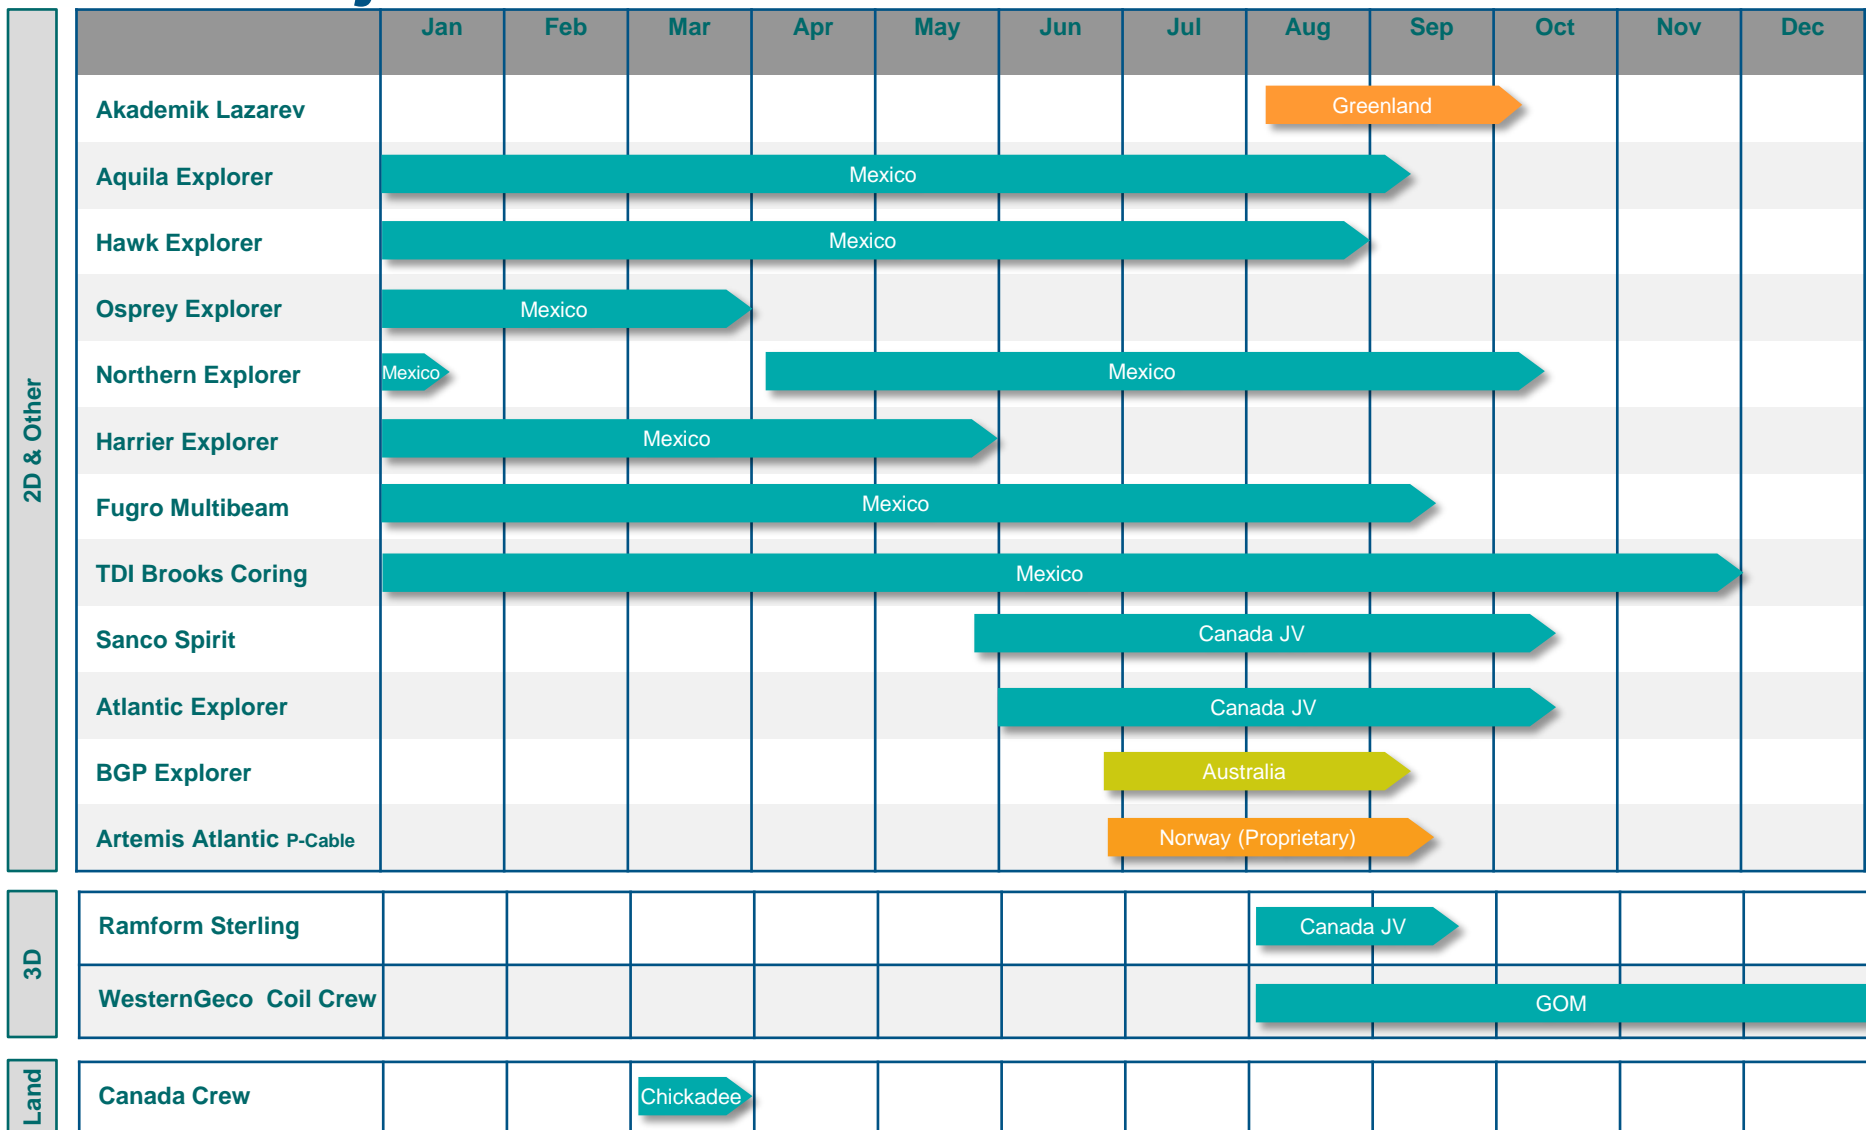 Jan Feb Mar Apr May Jun Jul Aug Sep Oct Nov Dec
2D & Other
Akademik Lazarev Greenland
Aquila Explorer Mexico
Hawk Explorer Mexico
Osprey Explorer Mexico
Northern Explorer Mexico Mexico
Harrier Explorer Mexico
Fugro Multibeam Mexico
TDI Brooks Coring Mexico
Sanco Spirit Canada JV
Atlantic Explorer Canada JV
BGP Explorer Australia
Artemis Atlantic P-Cable Norway (Proprietary)
3D
Ramform Sterling Canada JV
WesternGeco Coil Crew GOM
Land
Canada Crew Chickadee